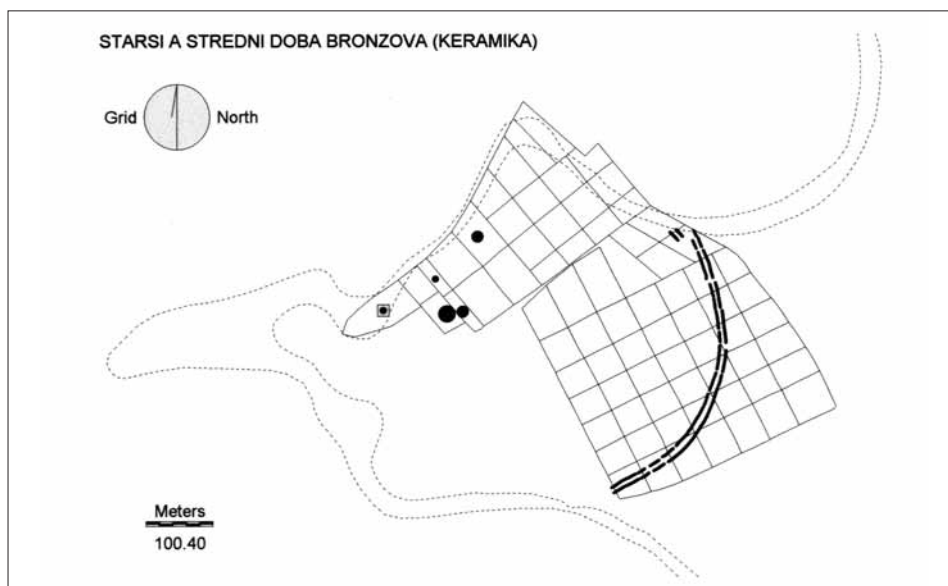 STARSI A STREDNI DOBA BRONZOVA (KERAMIKA)
Grid North
Meters
100.40